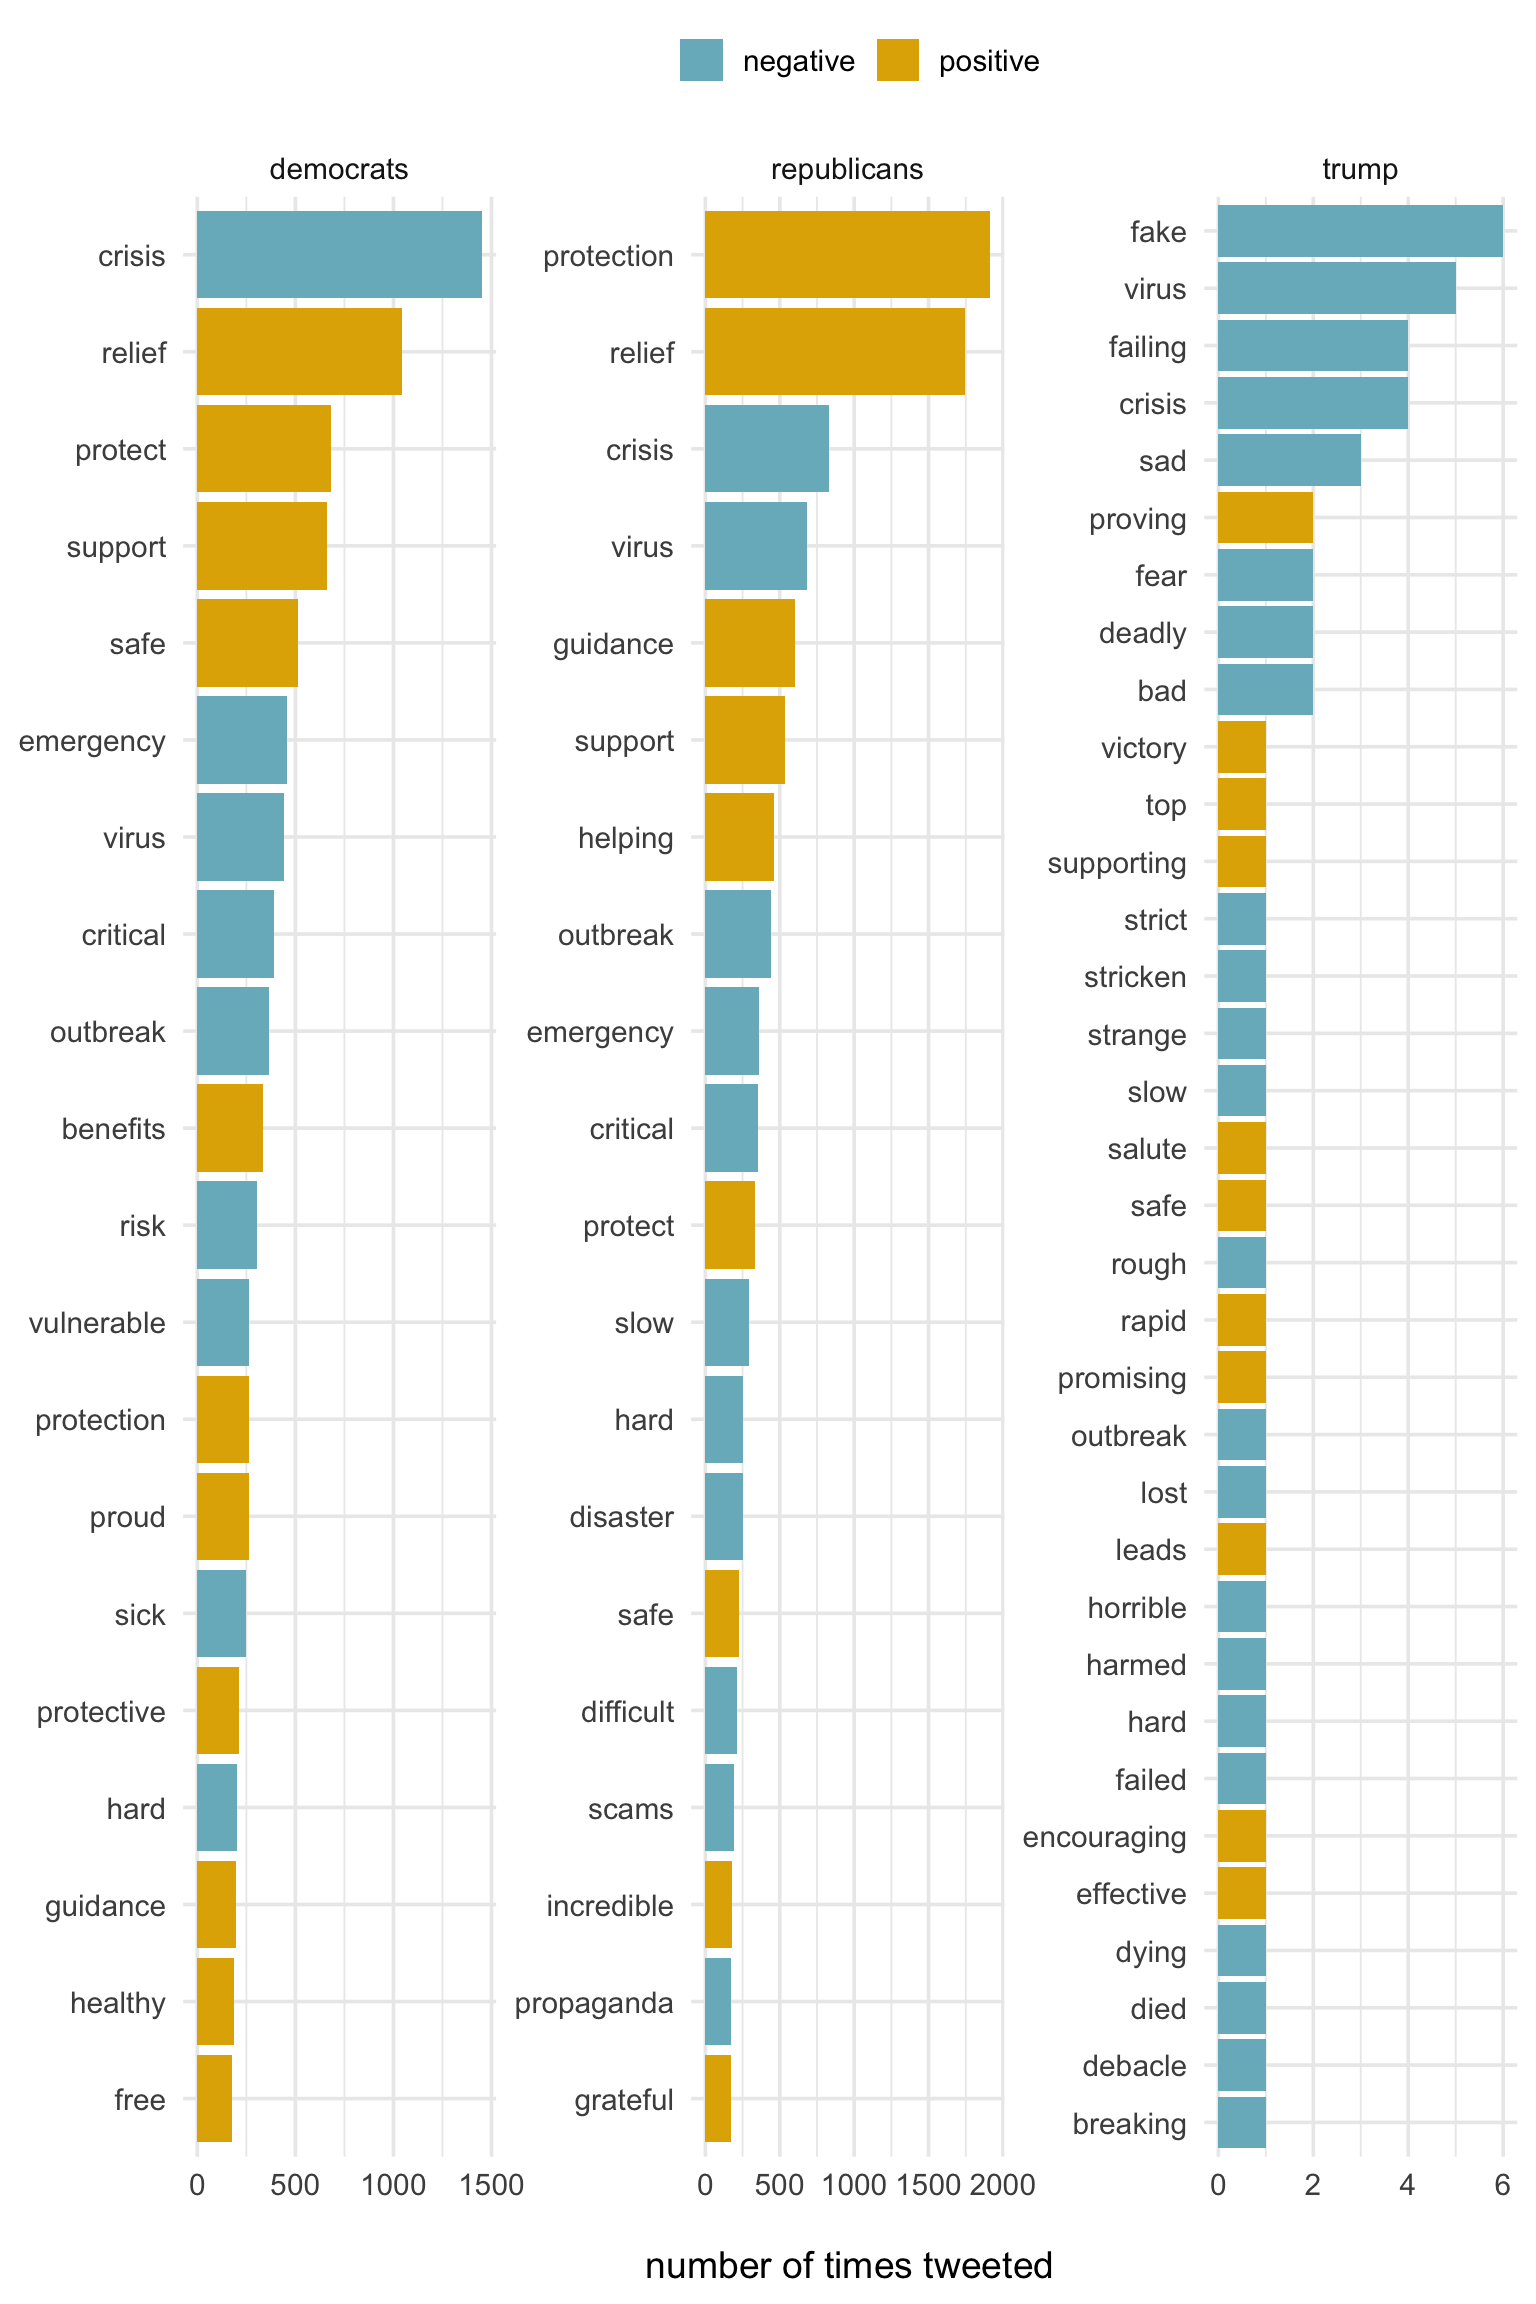 negative positive
democrats
crisis
relief
protect
support
safe
emergency
virus
critical
outbreak
benefits
risk
vulnerable
protection
proud
sick
protective
hard
guidance
healthy
free
0 500 1000 1500
republicans
protection
relief
crisis
virus
guidance
support
helping
outbreak
emergency
critical
protect
slow
hard
disaster
safe
difficult
scams
incredible
propaganda
grateful
0 500 1000 1500 2000
trump
fake
virus
failing
crisis
sad
proving
fear
deadly
bad
victory
top
supporting
strict
stricken
strange
slow
salute
safe
rough
rapid
promising
outbreak
lost
leads
horrible
harmed
hard
failed
encouraging
effective
dying
died
debacle
breaking
0 2 4 6
number of times tweeted